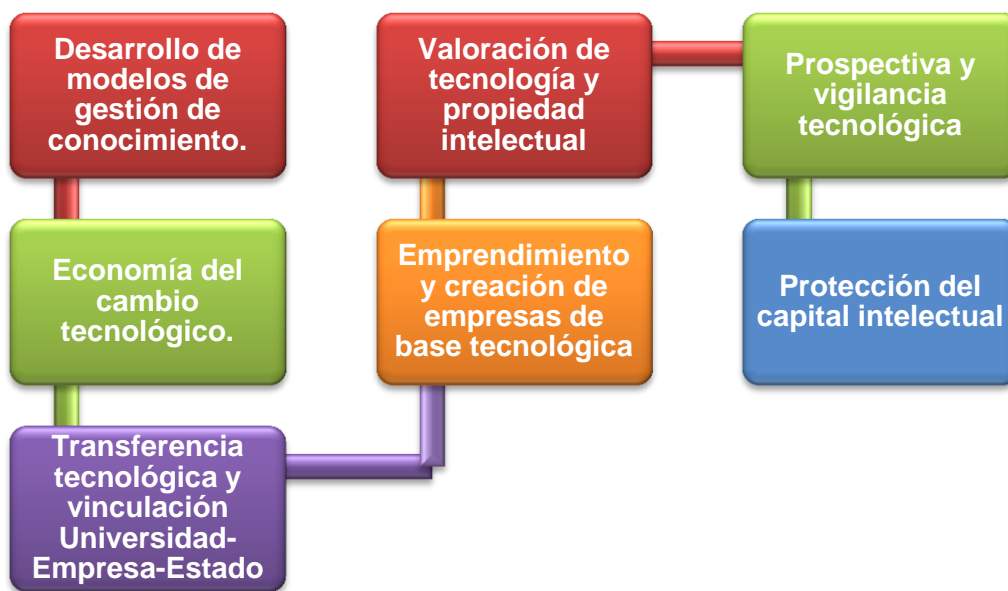 Desarrollo de
modelos de
gestión de
conocimiento.
Economía del
cambio
tecnológico.
Transferencia
tecnológica y
vinculación
Universidad-
Empresa-Estado
Emprendimiento
y creación de
empresas de
base tecnológica
Valoración de
tecnología y
propiedad
intelectual
Prospectiva y
vigilancia
tecnológica
Protección del
capital intelectual